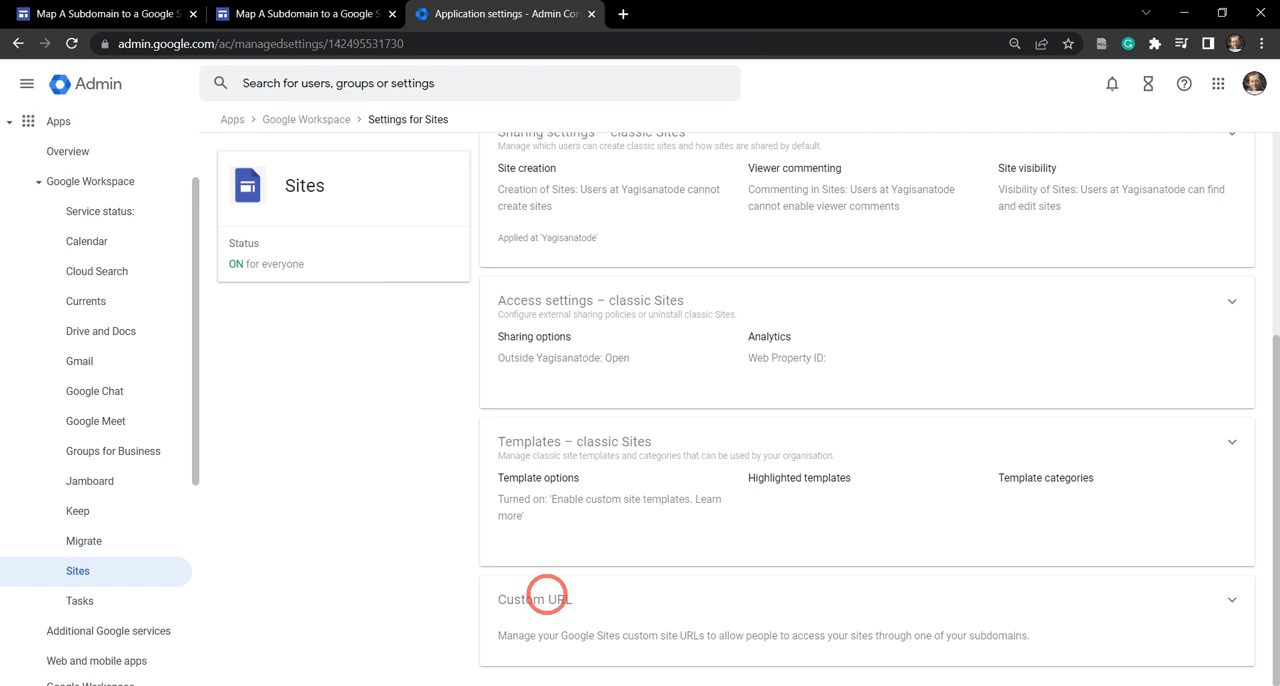 Map A Subdomain to a Google S
Map A Subdomain to a Google S
Application settings - Admin Con
admin.google.com/ac/managedsettings/142495531730
Admin
Search for users, groups or settings
Apps
Overview
Google Workspace
Service status:
Calendar
Cloud Search
Currents
Drive and Docs
Gmail
Google Chat
Google Meet
Groups for Business
Jamboard
Keep
Migrate
Sites
Tasks
Additional Google services
Web and mobile apps
Google Workspace
Apps > Google Workspace > Settings for Sites
Sites
Status
ON for everyone
Sharing settings – classic Sites
Manage which users can create classic sites and how sites are shared by default.
Site creation
Creation of Sites: Users at Yagisanatode cannot
create sites
Viewer commenting
Commenting in Sites: Users at Yagisanatode
cannot enable viewer comments
Site visibility
Visibility of Sites: Users at Yagisanatode can find
and edit sites
Applied at 'Yagisanatode'
Access settings – classic Sites
Configure external sharing policies or uninstall classic Sites.
Sharing options
Outside Yagisanatode: Open
Analytics
Web Property ID:
Templates – classic Sites
Manage classic site templates and categories that can be used by your organisation.
Template options
Turned on: 'Enable custom site templates. Learn
more'
Highlighted templates
Template categories
Custom URL
Manage your Google Sites custom site URLs to allow people to access your sites through one of your subdomains.